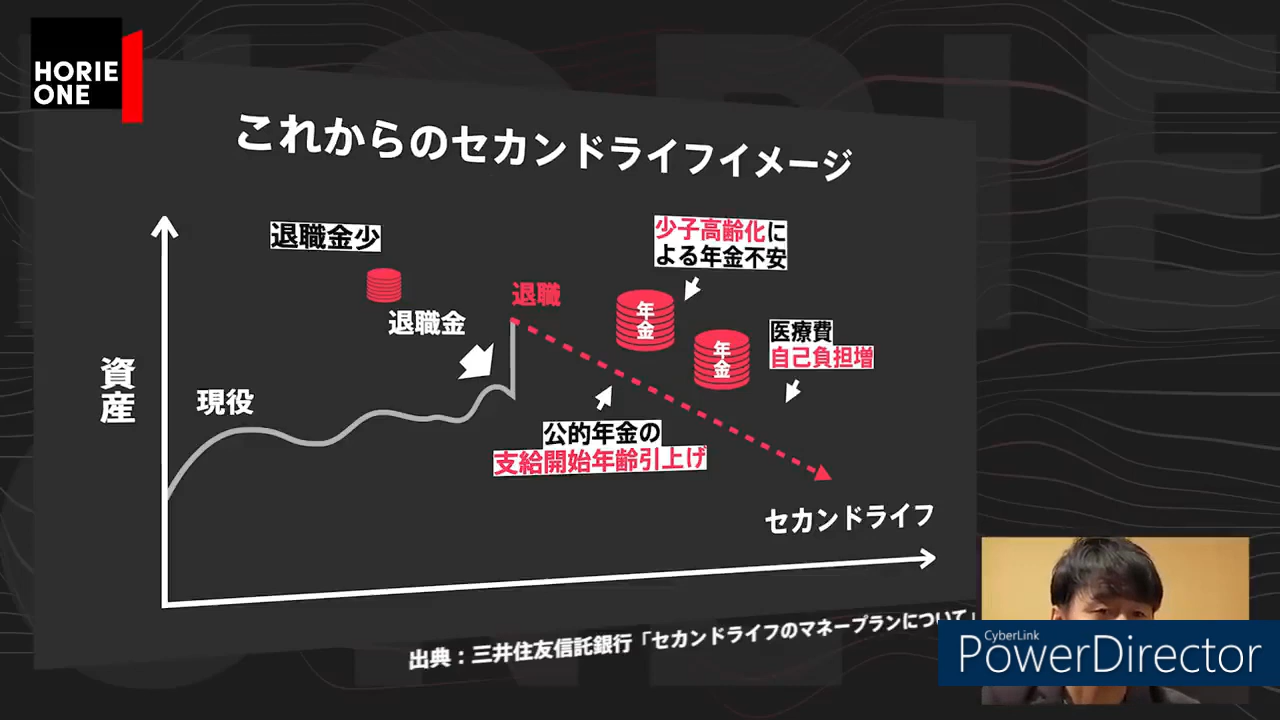 HORIE
ONE
これからのセカンドライフイメージ
退職金少
少子高齢化に
よる年金不安
退職
退職金
年金
年金
医療費
自己負担増
資産
現役
公的年金の
支給開始年齢引上げ
セカンドライフ
出典：三井住友信託銀行「セカンドライフのマネープランについて」
CyberLink
PowerDirector